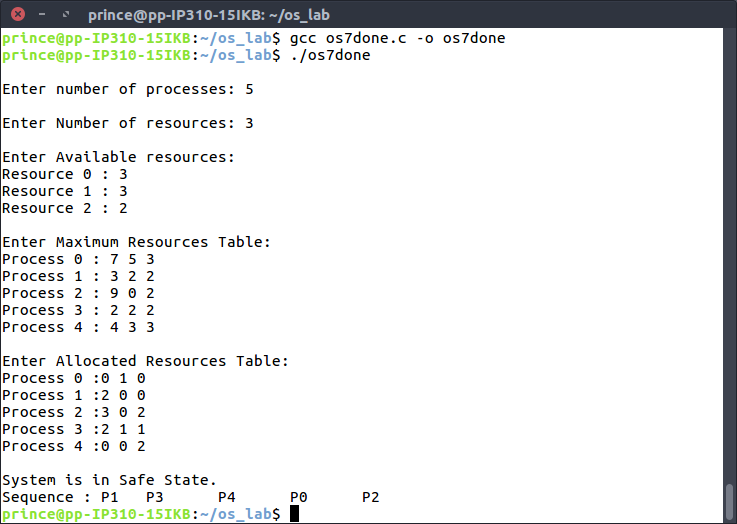 prince@pp-IP310-15IKB: ~/os_lab
prince@pp-IP310-15IKB:~/os_lab$ gcc os7done.c -o os7done
prince@pp-IP310-15IKB:~/os_lab$ ./os7done
Enter number of processes: 5
Enter Number of resources: 3
Enter Available resources:
Resource 0 : 3
Resource 1 : 3
Resource 2 : 2
Enter Maximum Resources Table:
Process 0 : 7 5 3
Process 1 : 3 2 2
Process 2 : 9 0 2
Process 3 : 2 2 2
Process 4 : 4 3 3
Enter Allocated Resources Table:
Process 0 :0 1 0
Process 1 :2 0 0
Process 2 :3 0 2
Process 3 :2 1 1
Process 4 :0 0 2
System is in Safe State.
Sequence : P1   P3      P4      P0      P2
prince@pp-IP310-15IKB:~/os_lab$